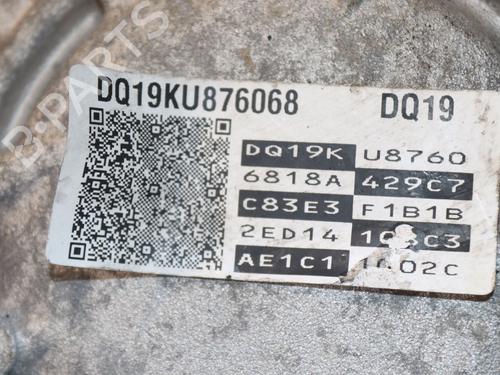 DQ19KU876068 DQ19
DQ19K U8760
6818A 429C7
C83E3 F1B1B
2ED14
AE1C1
B-PARTS